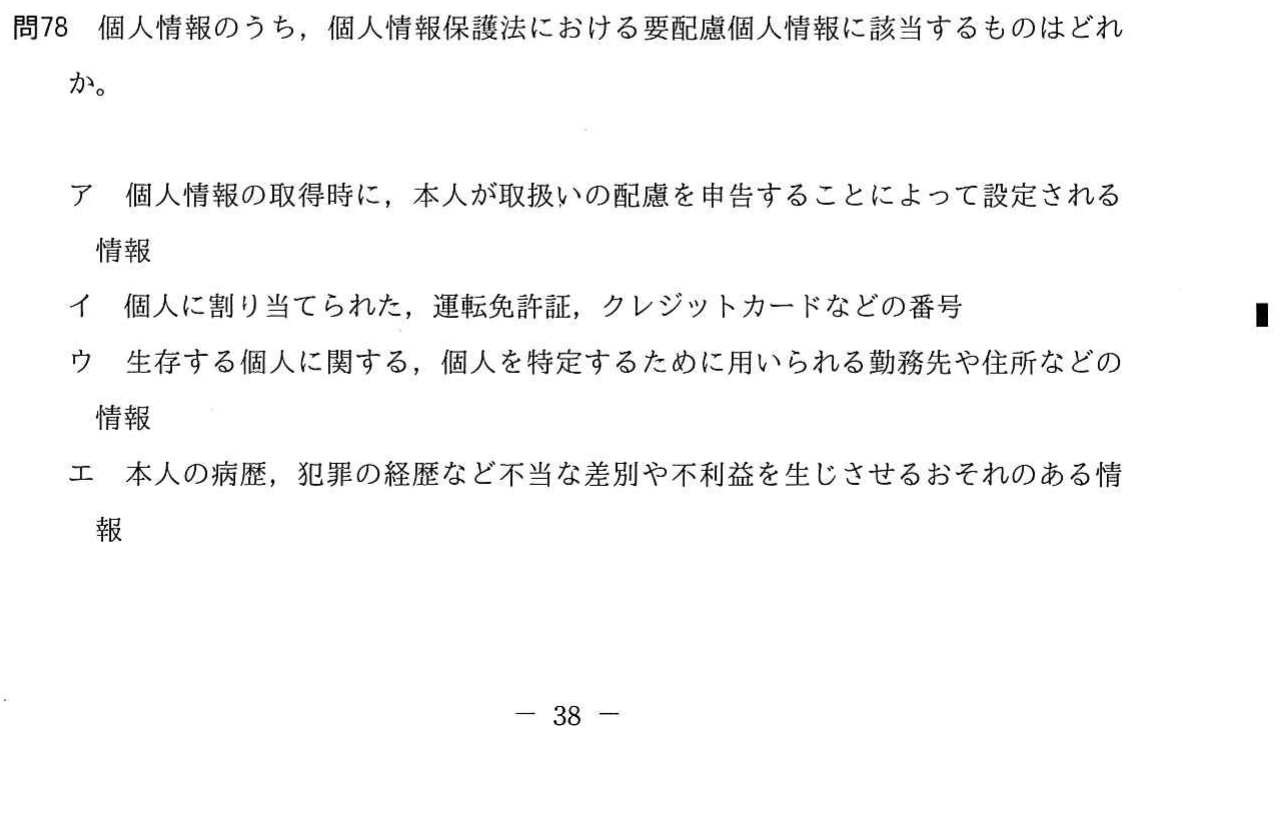 問78　個人情報のうち，個人情報保護法における要配慮個人情報に該当するものはどれ
か。
ア　個人情報の取得時に，本人が取扱いの配慮を申告することによって設定される
情報
イ　個人に割り当てられた，運転免許証，クレジットカードなどの番号
ウ　生存する個人に関する，個人を特定するために用いられる勤務先や住所などの
情報
エ　本人の病歴，犯罪の経歴など不当な差別や不利益を生じさせるおそれのある情
報
－ 38 －